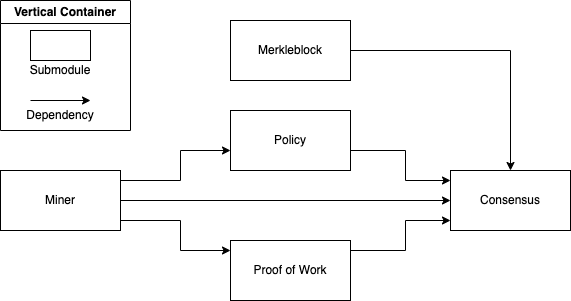 Vertical Container
Submodule
Dependency
Merkleblock
Policy
Miner
Consensus
Proof of Work